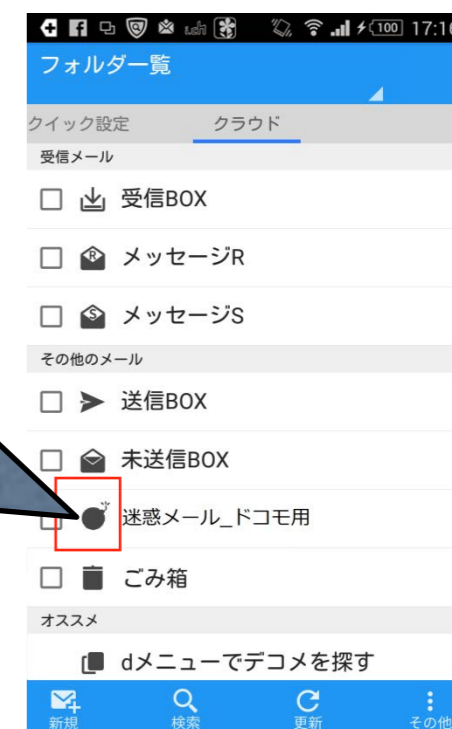 100 17:16
フォルダ一覧
クイック設定 クラウド
受信メール
受信BOX
R メッセージR
S メッセージS
その他のメール
送信BOX
未送信BOX
迷惑メール_ドコモ用
ごみ箱
オススメ
dメニューでデコメを探す
新規 検索 更新 その他